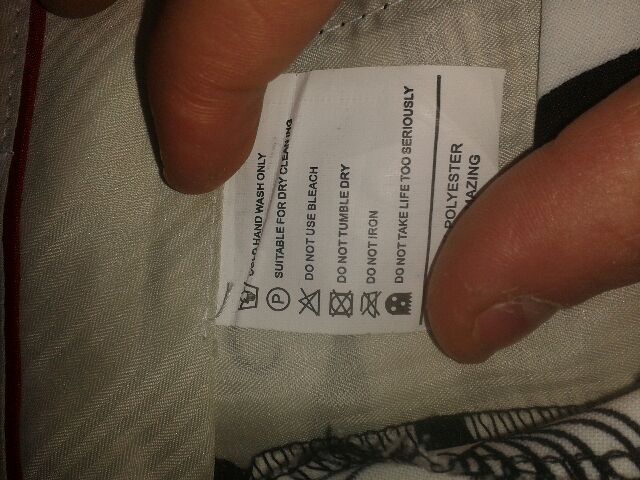 HAND WASH ONLY
SUITABLE FOR DRY CLEANING
DO NOT USE BLEACH
DO NOT TUMBLE DRY
DO NOT IRON
DO NOT TAKE LIFE TOO SERIOUSLY
POLYESTER